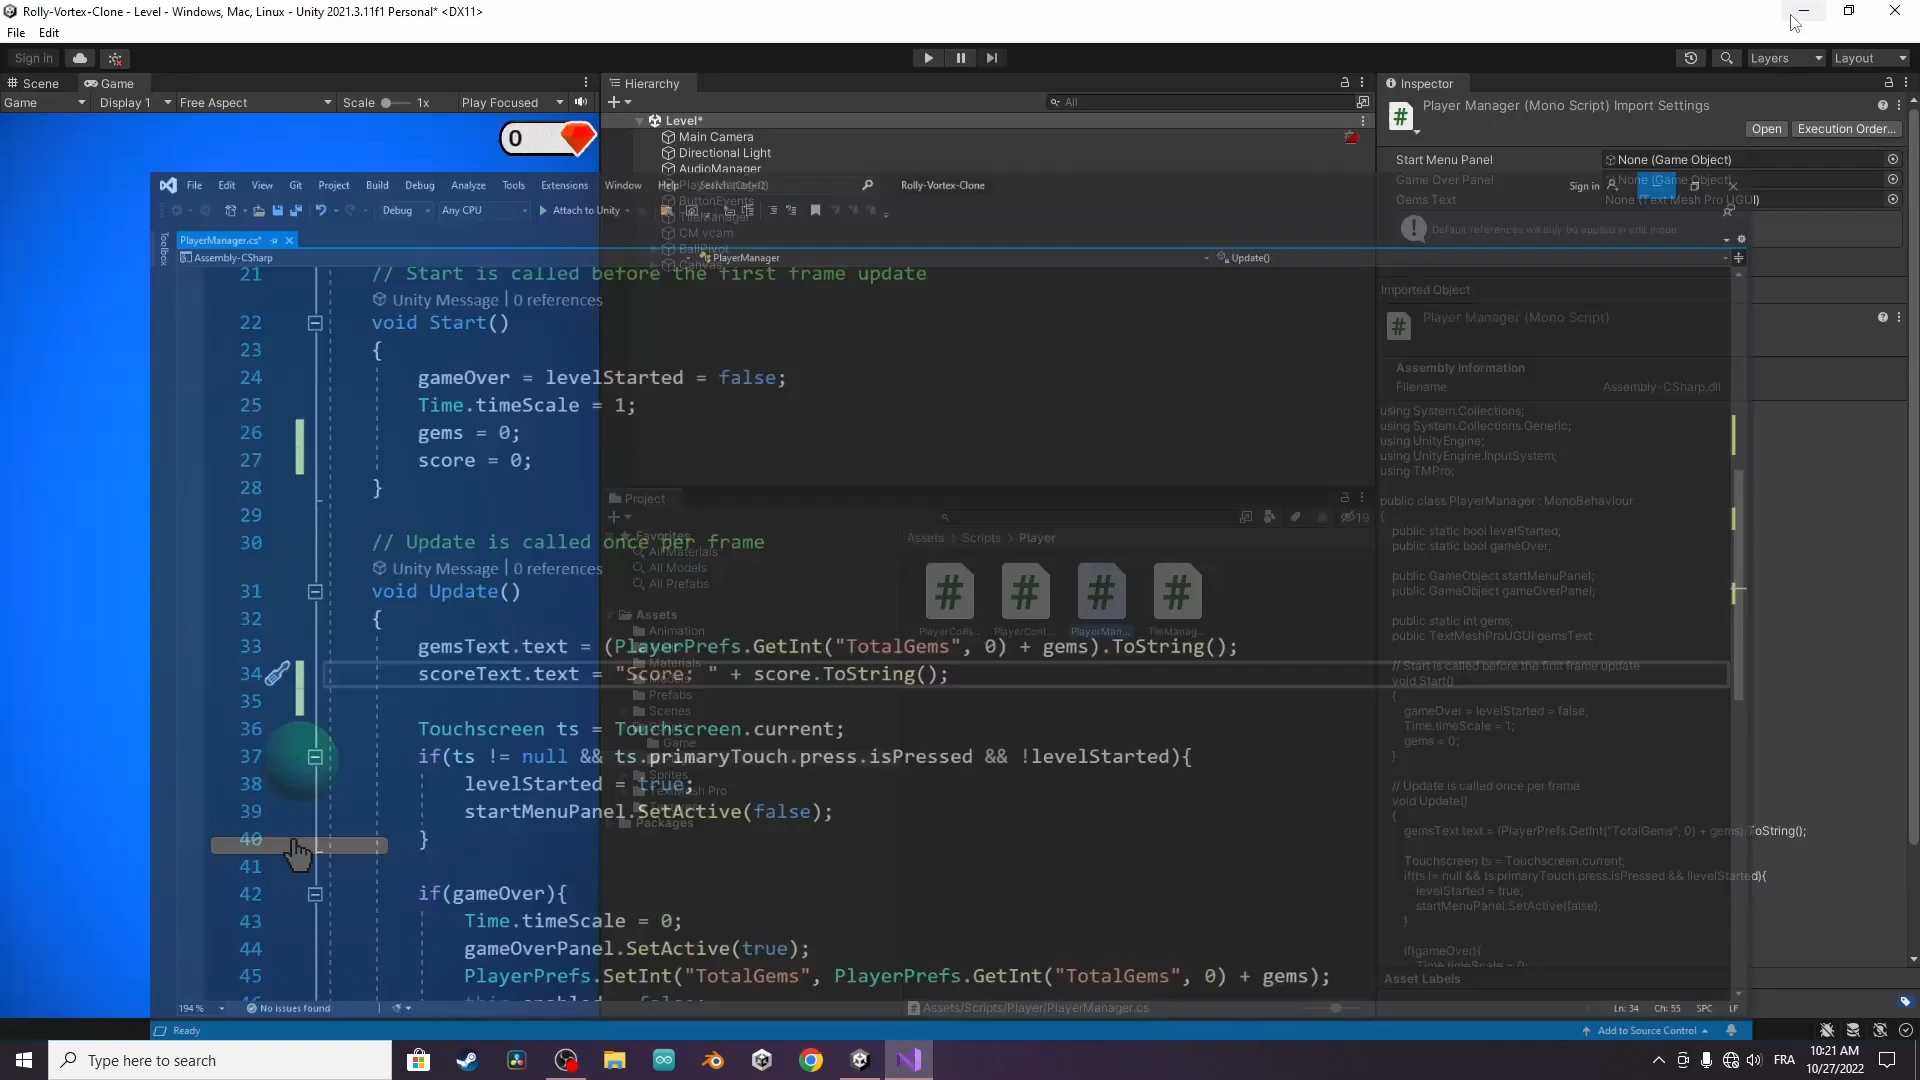 Rolly-Vortex-Clone - Level - Windows, Mac, Linux - Unity 2021.3.11f1 Personal* <DX11>
File Edit
Sign in
Layers Layout
Scene Game
Game Display 1 Free Aspect Scale 1x Play Focused
0
Hierarchy
All
Level*
Main Camera
Directional Light
AudioManager
PlayerManager
ButtonEvents
TileManager
CM vcam
BallPivot
Canvas
Inspector
Player Manager (Mono Script) Import Settings
Open Execution Order...
Start Menu Panel None (Game Object)
Game Over Panel None (Game Object)
Gems Text None (Text Mesh Pro UGUI)
Default references will only be applied in edit mode.
Imported Object
Player Manager (Mono Script)
Assembly Information
Filename Assembly-CSharp.dll
using System.Collections;
using System.Collections.Generic;
using UnityEngine;
using UnityEngine.InputSystem;
using TMPro;
public class PlayerManager : MonoBehaviour
{
public static bool levelStarted;
public static bool gameOver;
public GameObject startMenuPanel;
public GameObject gameOverPanel;
public static int gems;
public TextMeshProUGUI gemsText;
// Start is called before the first frame update
void Start()
{
gameOver = levelStarted = false;
Time.timeScale = 1;
gems = 0;
}
// Update is called once per frame
void Update()
{
gemsText.text = (PlayerPrefs.GetInt("TotalGems", 0) + gems).ToString();
Touchscreen ts = Touchscreen.current;
if(ts != null && ts.primaryTouch.press.isPressed && !levelStarted){
levelStarted = true;
startMenuPanel.SetActive(false);
}
if(gameOver){
Time.timeScale = 0;
Asset Labels
File Edit View Git Project Build Debug Analyze Tools Extensions Window Help Rolly-Vortex-Clone Sign in
Debug Any CPU Attach to Unity
Toolbox
PlayerManager.cs*
Assembly-CSharp PlayerManager Update()
21 // Start is called before the first frame update
Unity Message | 0 references
22 void Start()
23 {
24 gameOver = levelStarted = false;
25 Time.timeScale = 1;
26 gems = 0;
27 score = 0;
28 }
29
30 // Update is called once per frame
Unity Message | 0 references
31 void Update()
32 {
33 gemsText.text = (PlayerPrefs.GetInt("TotalGems", 0) + gems).ToString();
34 scoreText.text = "Score: " + score.ToString();
35
36 Touchscreen ts = Touchscreen.current;
37 if(ts != null && ts.primaryTouch.press.isPressed && !levelStarted){
38 levelStarted = true;
39 startMenuPanel.SetActive(false);
40 }
41
42 if(gameOver){
43 Time.timeScale = 0;
44 gameOverPanel.SetActive(true);
45 PlayerPrefs.SetInt("TotalGems", PlayerPrefs.GetInt("TotalGems", 0) + gems);
194 % No issues found Ln: 34 Ch: 55 SPC LF
Ready Add to Source Control
Project
19
Favorites
All Materials
All Models
All Prefabs
Assets
Animation
Materials
Prefabs
Scenes
Game
Sprites
TextMesh Pro
Packages
Assets > Scripts > Player
PlayerCollis... PlayerCont... PlayerMan... TileManag...
Assets/Scripts/Player/PlayerManager.cs
Type here to search
FRA
10:21 AM
10/27/2022